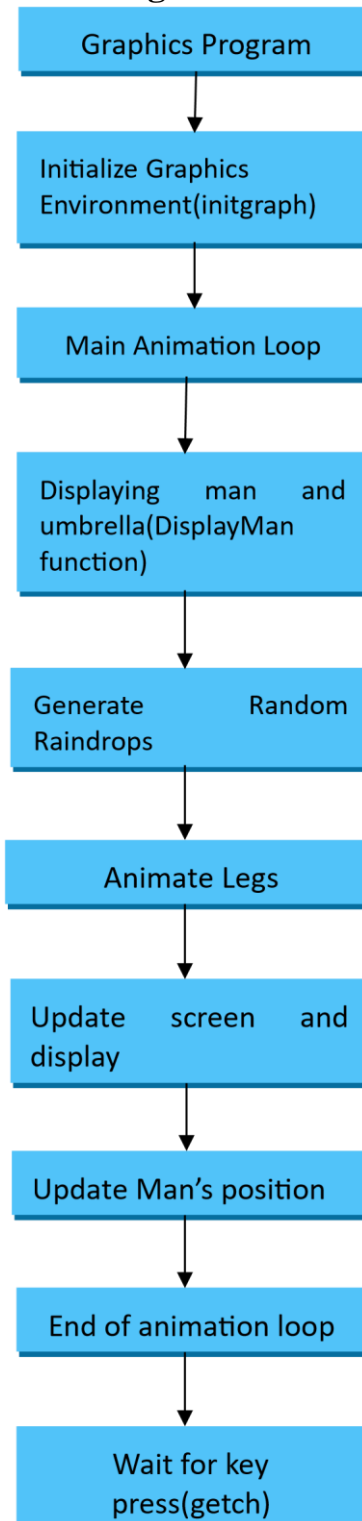 Graphics Program
Initialize Graphics
Environment(initgraph)
Main Animation Loop
Displaying man and
umbrella(DisplayMan
function)
Generate Random
Raindrops
Animate Legs
Update screen and
display
Update Man's position
End of animation loop
Wait for key
press(getch)